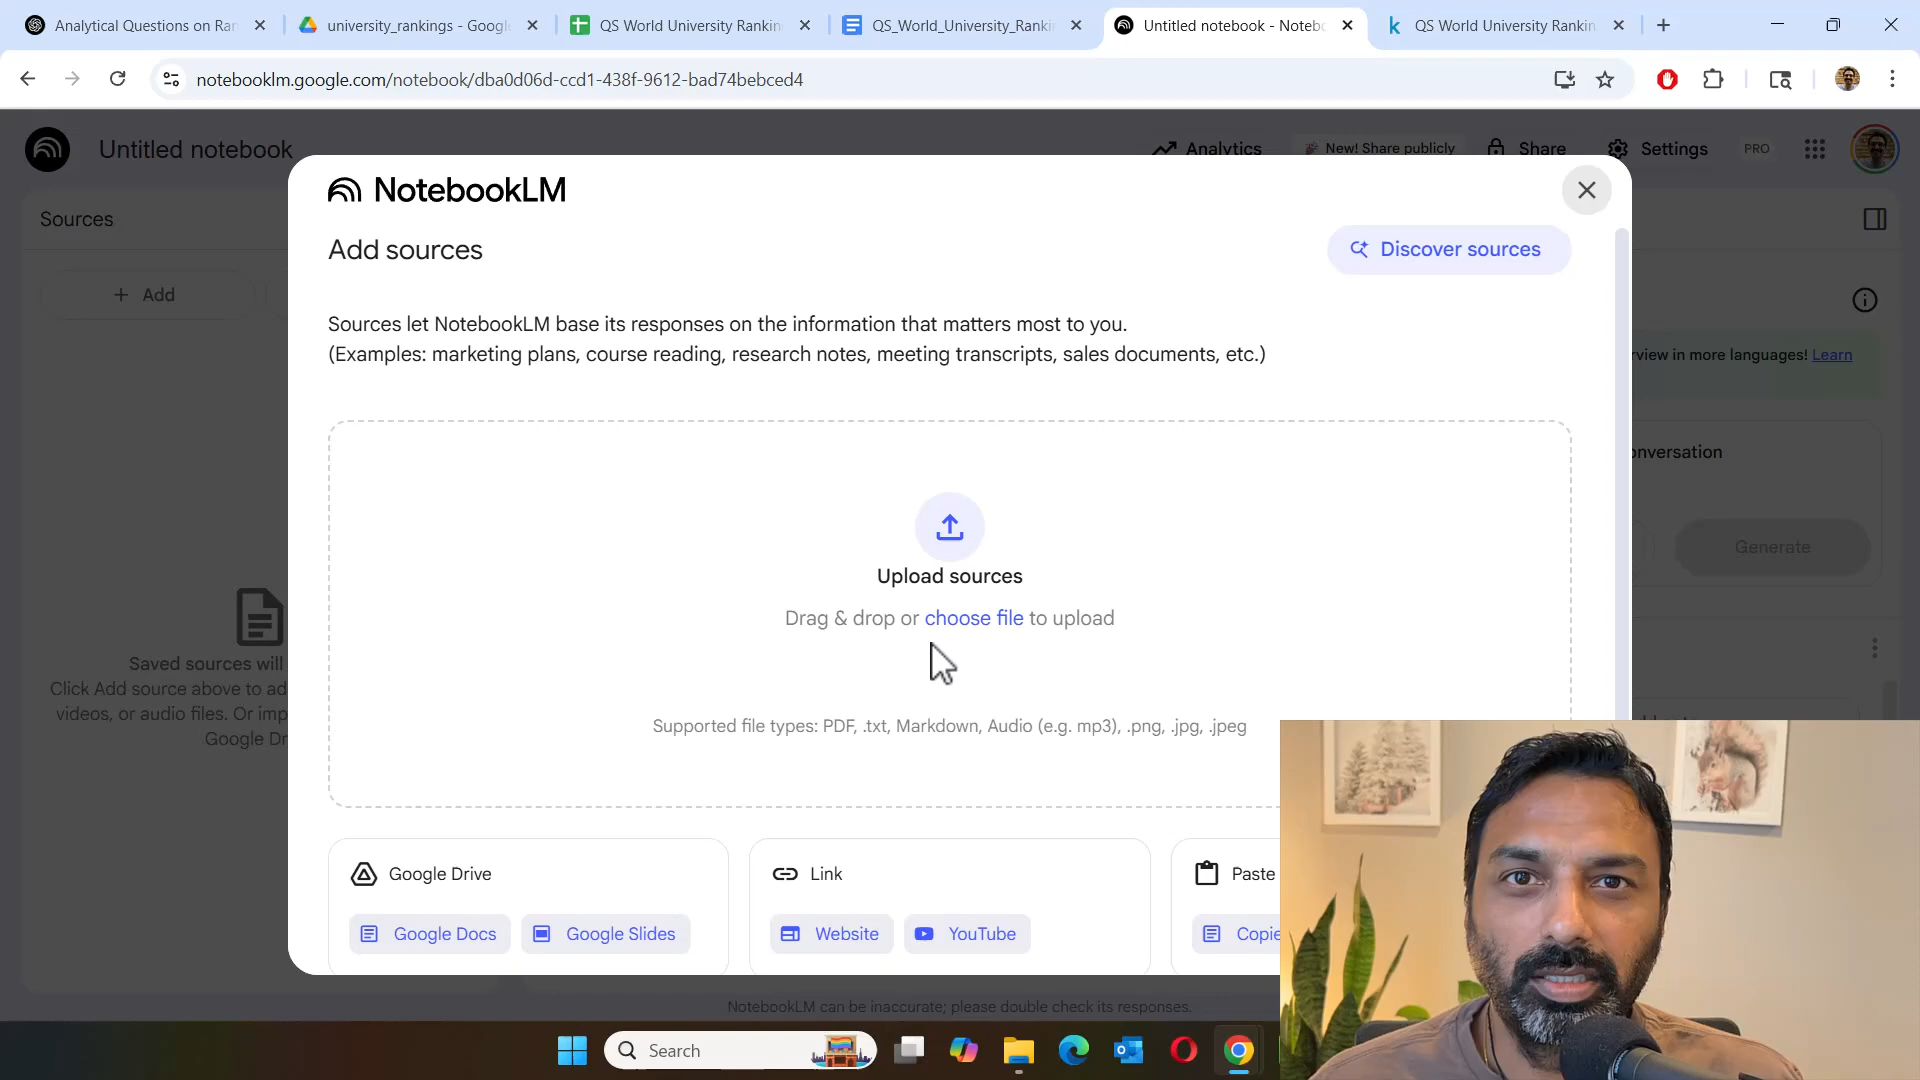 Analytical Questions on Ran
university_rankings - Google
QS World University Rankin
QS_World_University_Rankin
Untitled notebook - Notebo
QS World University Rankin
notebooklm.google.com/notebook/dba0d06d-ccd1-438f-9612-bad74bebced4
Untitled notebook
Analytics
New! Share publicly
Share
Settings
PRO
NotebookLM
Sources
Add sources
Discover sources
+ Add
Sources let NotebookLM base its responses on the information that matters most to you.
(Examples: marketing plans, course reading, research notes, meeting transcripts, sales documents, etc.)
rview in more languages! Learn
onversation
Generate
Upload sources
Drag & drop or choose file to upload
Saved sources will
Click Add source above to ad
videos, or audio files. Or imp
Google Dr
Supported file types: PDF, .txt, Markdown, Audio (e.g. mp3), .png, .jpg, .jpeg
Google Drive
Link
Paste
Google Docs
Google Slides
Website
YouTube
Copie
NotebookLM can be inaccurate; please double check its responses.
Search